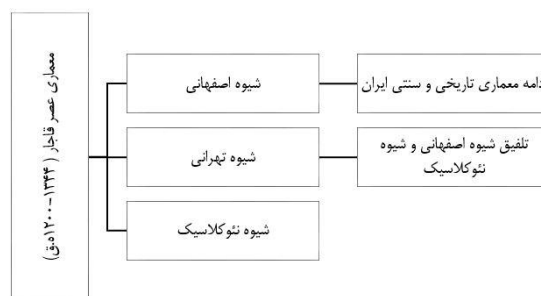 معماری عصر قاجار (۱۳۴۴-۱۲۰۰ه.ق)
شیوه اصفهانی
دامه معماری تاریخی و سنتی ایران
شیوه تهرانی
تلفیق شیوه اصفهانی و شیوه
نئوکلاسیک
شیوه نئوکلاسیک